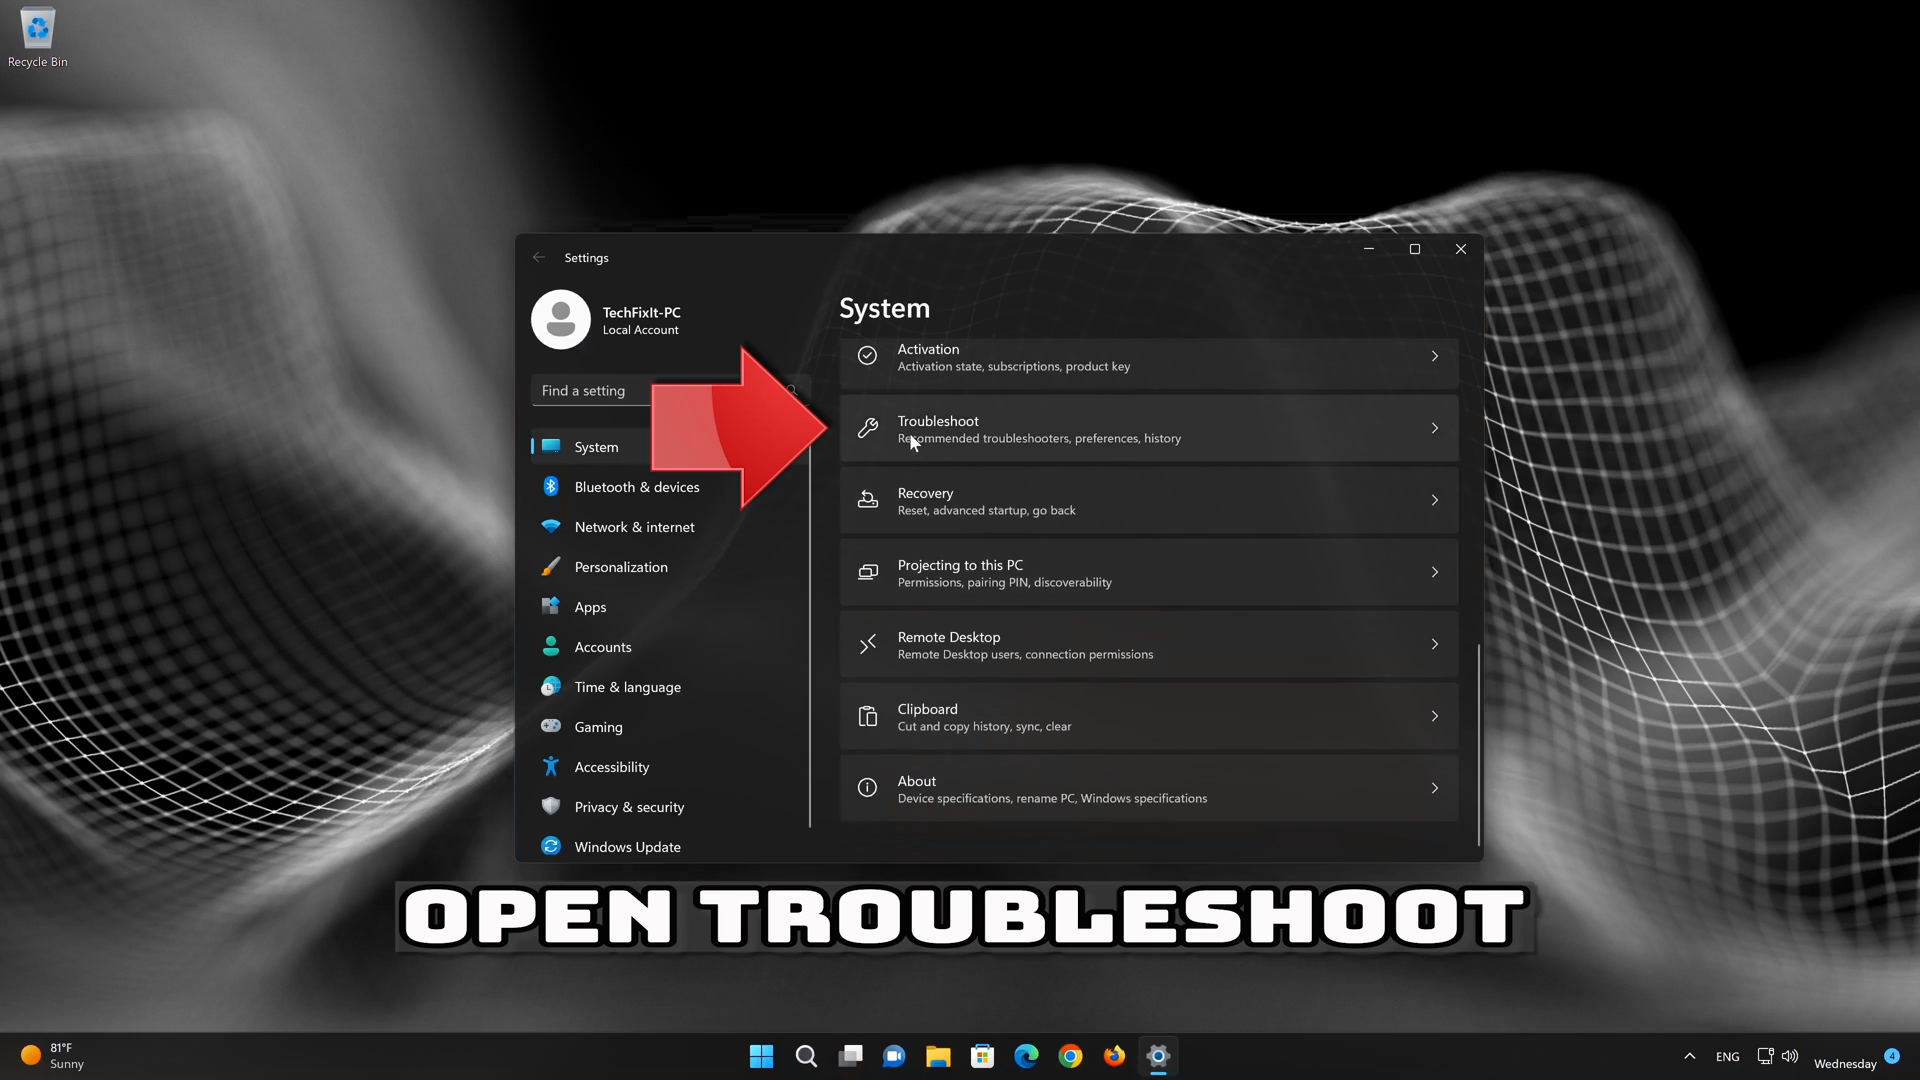 Recycle Bin
Settings
TechFixIt-PC
Local Account
Find a setting
System
Bluetooth & devices
Network & internet
Personalization
Apps
Accounts
Time & language
Gaming
Accessibility
Privacy & security
Windows Update
System
Activation
Activation state, subscriptions, product key
Troubleshoot
Recommended troubleshooters, preferences, history
Recovery
Reset, advanced startup, go back
Projecting to this PC
Permissions, pairing PIN, discoverability
Remote Desktop
Remote Desktop users, connection permissions
Clipboard
Cut and copy history, sync, clear
About
Device specifications, rename PC, Windows specifications
OPEN TROUBLESHOOT
81°F
Sunny
ENG
Wednesday
4